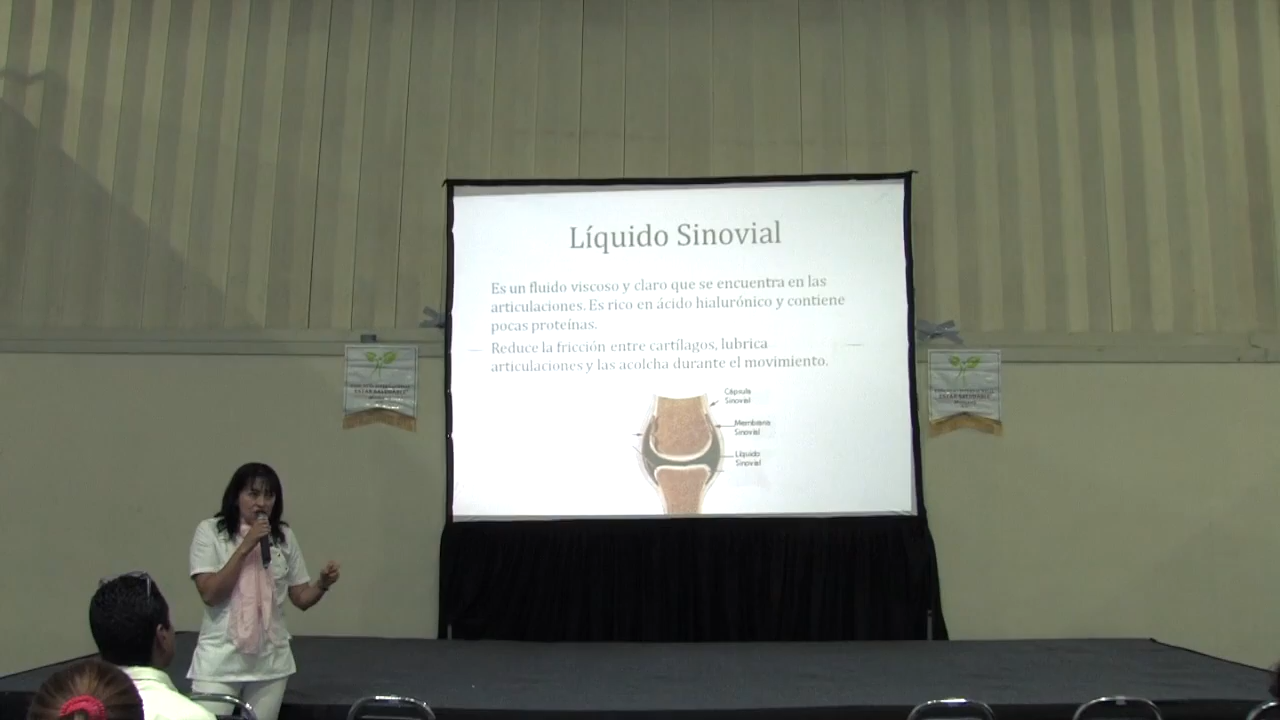 Líquido Sinovial
Es un fluido viscoso y claro que se encuentra en las
articulaciones. Es rico en ácido hialurónico y contiene
pocas proteínas.
Reduce la fricción entre cartílagos, lubrica
articulaciones y las acolcha durante el movimiento.
Cápsula
Sinovial
Membrana
Sinovial
Líquido
Sinovial